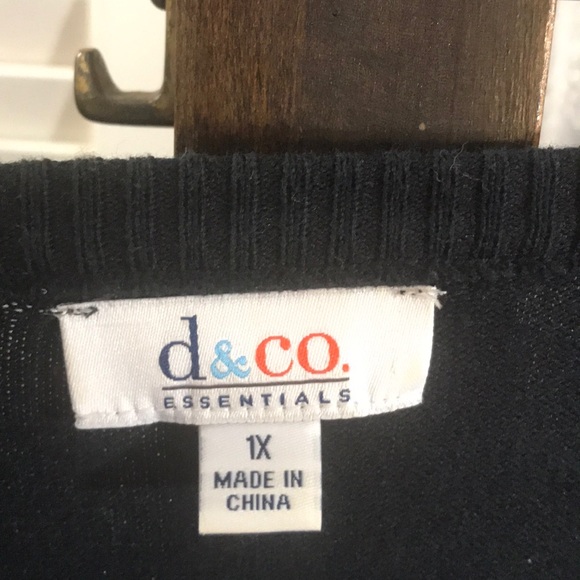 d&co.
ESSENTIALS
1X
MADE IN
CHINA